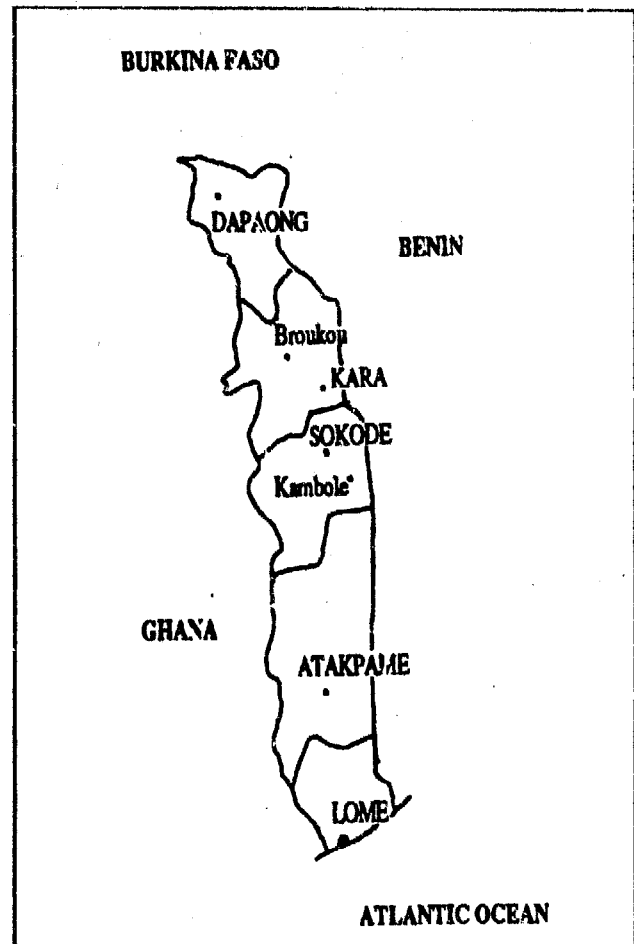 BURKINA FASO
DAPAONG
BENIN
Broukou
KARA
SOKODE
Kambole
GHANA
ATAKPAME
LOME
ATLANTIC OCEAN